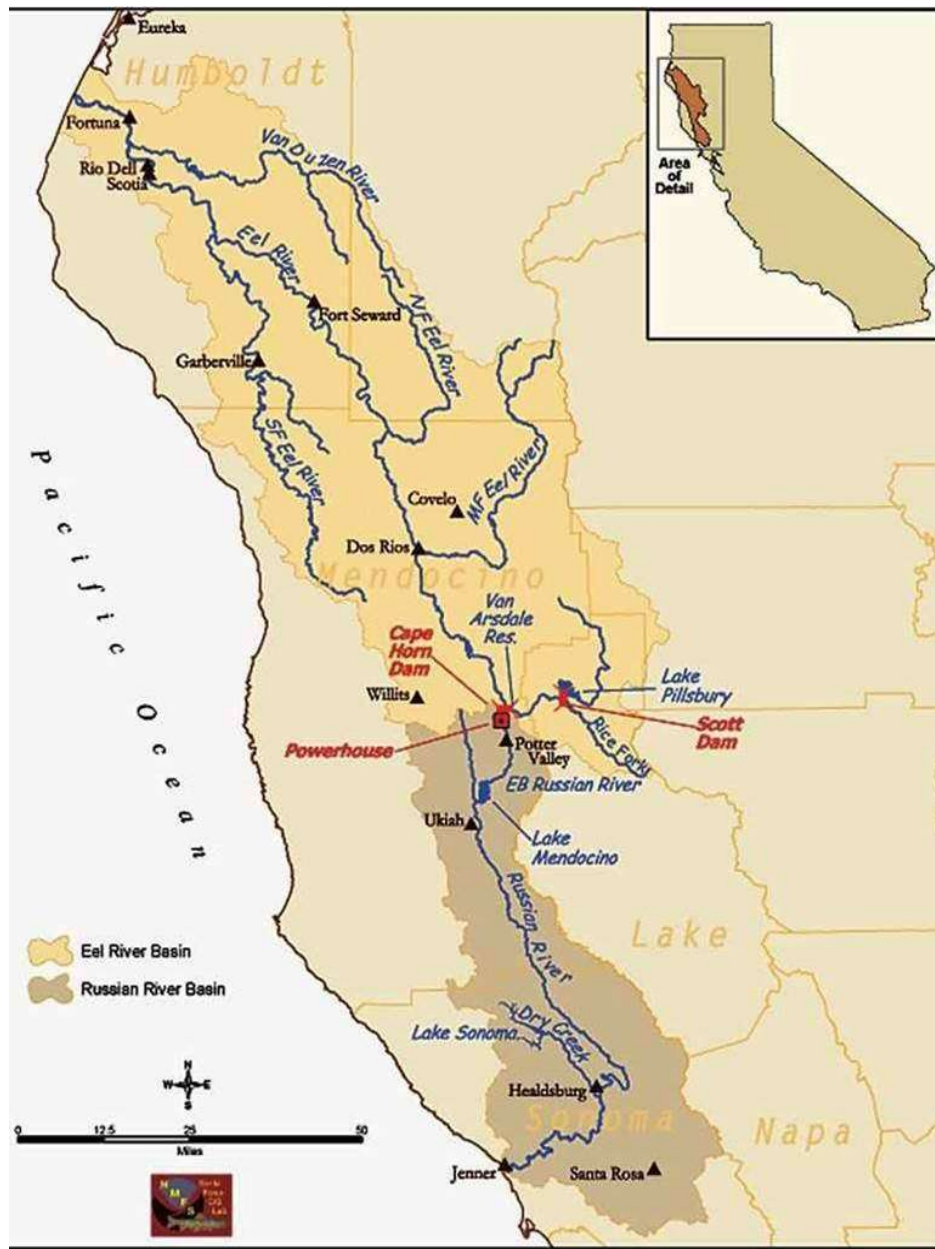 Eureka
Humboldt
Fortuna
Van Duzen River
Rio Dell
Scotia
Eel River
Fort Seward
NF Eel River
Garberville
SF Eel River
Covelo
MF Eel River
Dos Rios
Mendocino
Van
Arsdale
Res.
Cape
Horn
Dam
Willits
Lake
Pillsbury
Scott
Dam
Powerhouse
Potter
Valley
Rice Fork
EB Russian River
Ukiah
Lake
Mendocino
Russian River
Lake
Dry Creek
Lake Sonoma
Healdsburg
Sonoma
Napa
Jenner
Santa Rosa
Pacific Ocean
Area
of
Detail
Eel River Basin
Russian River Basin
N
W E
S
0 12.5 25 50
Miles
N
M
F
S